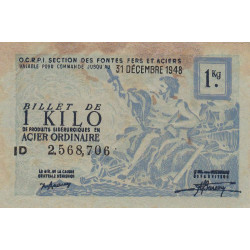 O.C.R.P.I. SECTION DES FONTES FERS ET ACIERS
VALABLE POUR COMMANDE JUSQU'AU 31 DÉCEMBRE 1948
1 KG
BILLET DE
1 KILO
DE PRODUITS SIDÉRURGIQUES EN
ACIER ORDINAIRE
ID 2,568,706